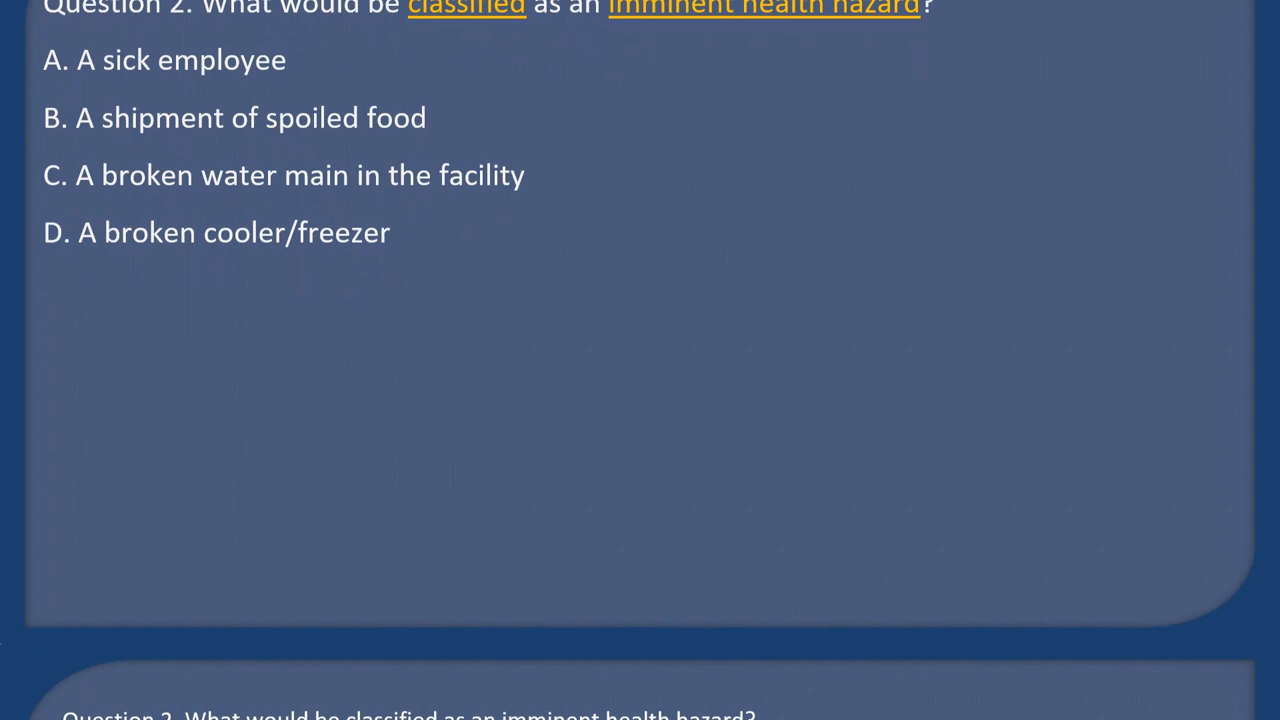 Question 2. What would be classified as an imminent health hazard?
A. A sick employee
B. A shipment of spoiled food
C. A broken water main in the facility
D. A broken cooler/freezer
Question 2. What would be classified as an imminent health hazard?